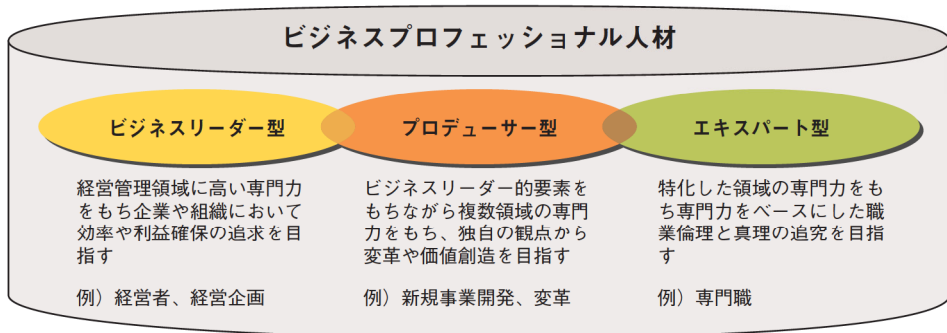 ビジネスプロフェッショナル人材
ビジネスリーダー型
プロデューサー型
エキスパート型
経営管理領域に高い専門力
をもち企業や組織において
効率や利益確保の追求を目
指す
例）経営者、経営企画
ビジネスリーダー的要素を
もちながら複数領域の専門
力をもち、独自の観点から
変革や価値創造を目指す
例）新規事業開発、変革
特化した領域の専門力をも
ち専門力をベースにした職
業倫理と真理の追究を目指
す
例）専門職